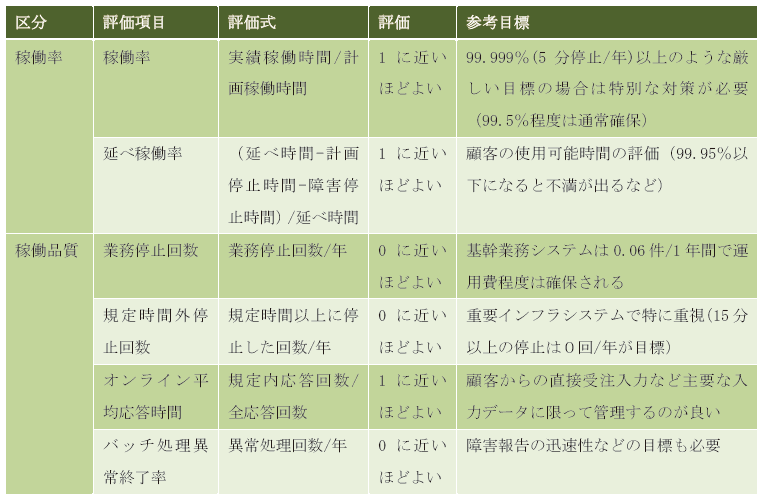 区分 評価項目 評価式 評価 参考目標
稼働率 稼働率 実績稼働時間/計画稼働時間 1 に近いほどよい 99.999％(5 分停止/年)以上のような厳しい目標の場合は特別な対策が必要（99.5％程度は通常確保）
延べ稼働率 （延べ時間-計画停止時間-障害停止時間）/延べ時間 1 に近いほどよい 顧客の使用可能時間の評価（99.95％以下になると不満が出るなど）
稼働品質 業務停止回数 業務停止回数/年 0 に近いほどよい 基幹業務システムは 0.06 件/1 年間で運用費程度は確保される
規定時間外停止回数 規定時間以上に停止した回数/年 0 に近いほどよい 重要インフラシステムで特に重視(15 分以上の停止は０回/年が目標)
オンライン平均応答時間 規定内応答回数/全応答回数 1 に近いほどよい 顧客からの直接受注入力など主要な入力データに限って管理するのが良い
バッチ処理異常終了率 異常処理回数/年 0 に近いほどよい 障害報告の迅速性などの目標も必要